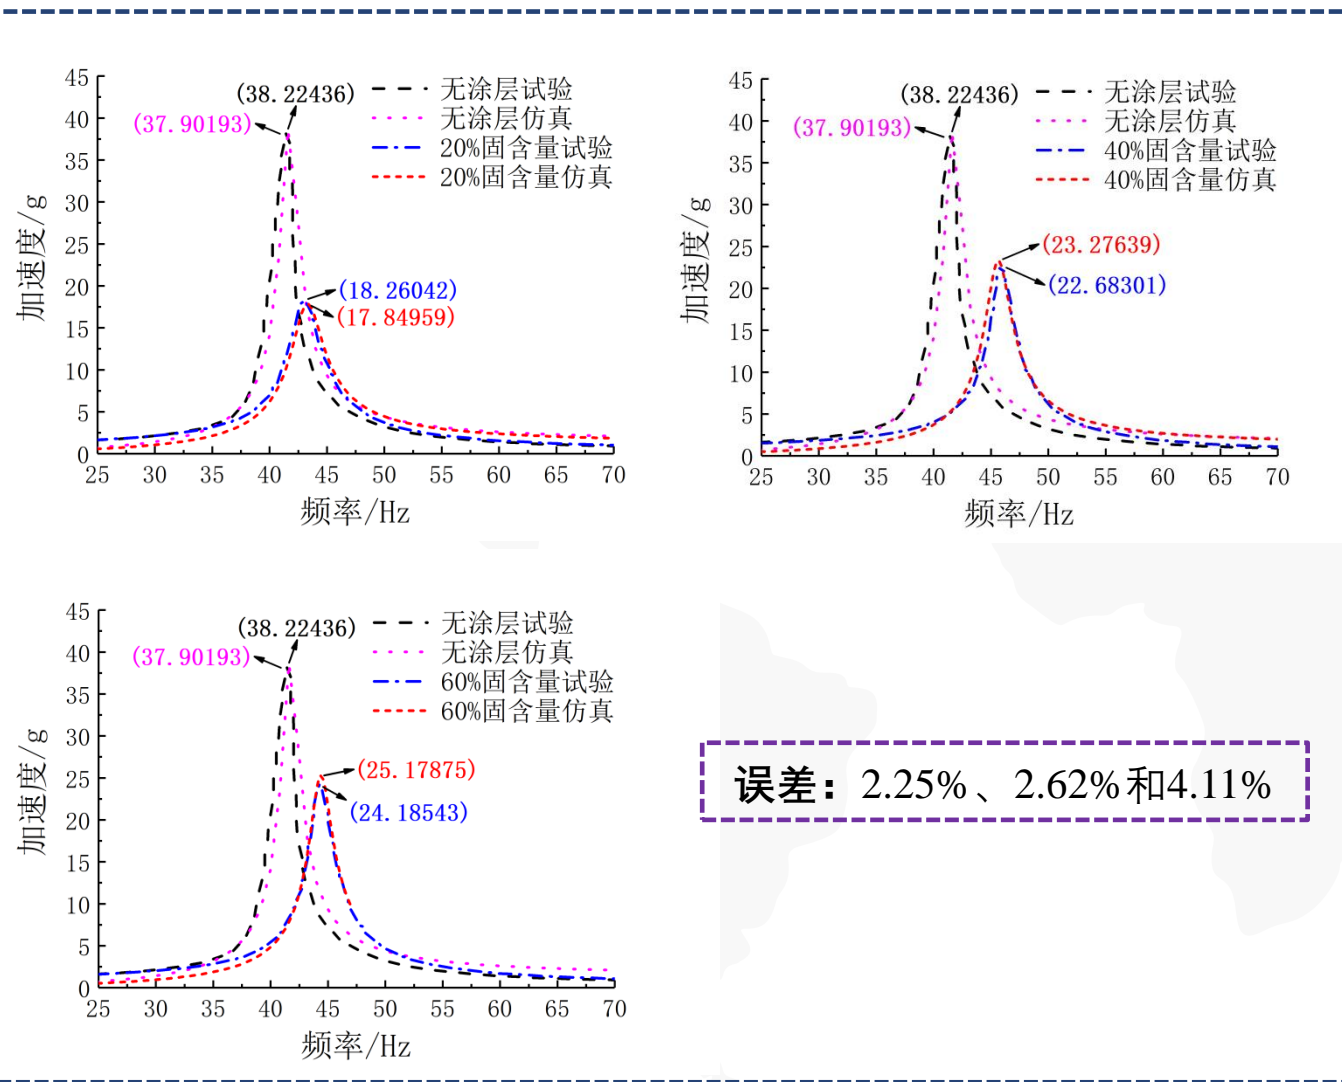 45
40
35
30
25
20
15
10
5
0
加速度/g
(38.22436)
(37.90193)
无涂层试验
无涂层仿真
20%固含量试验
20%固含量仿真
(18.26042)
(17.84959)
25 30 35 40 45 50 55 60 65 70
频率/Hz
45
40
35
30
25
20
15
10
5
0
加速度/g
(38.22436)
(37.90193)
无涂层试验
无涂层仿真
40%固含量试验
40%固含量仿真
(23.27639)
(22.68301)
25 30 35 40 45 50 55 60 65 70
频率/Hz
45
40
35
30
25
20
15
10
5
0
加速度/g
(38.22436)
(37.90193)
无涂层试验
无涂层仿真
60%固含量试验
60%固含量仿真
(25.17875)
(24.18543)
25 30 35 40 45 50 55 60 65 70
频率/Hz
误差：2.25%、2.62%和4.11%